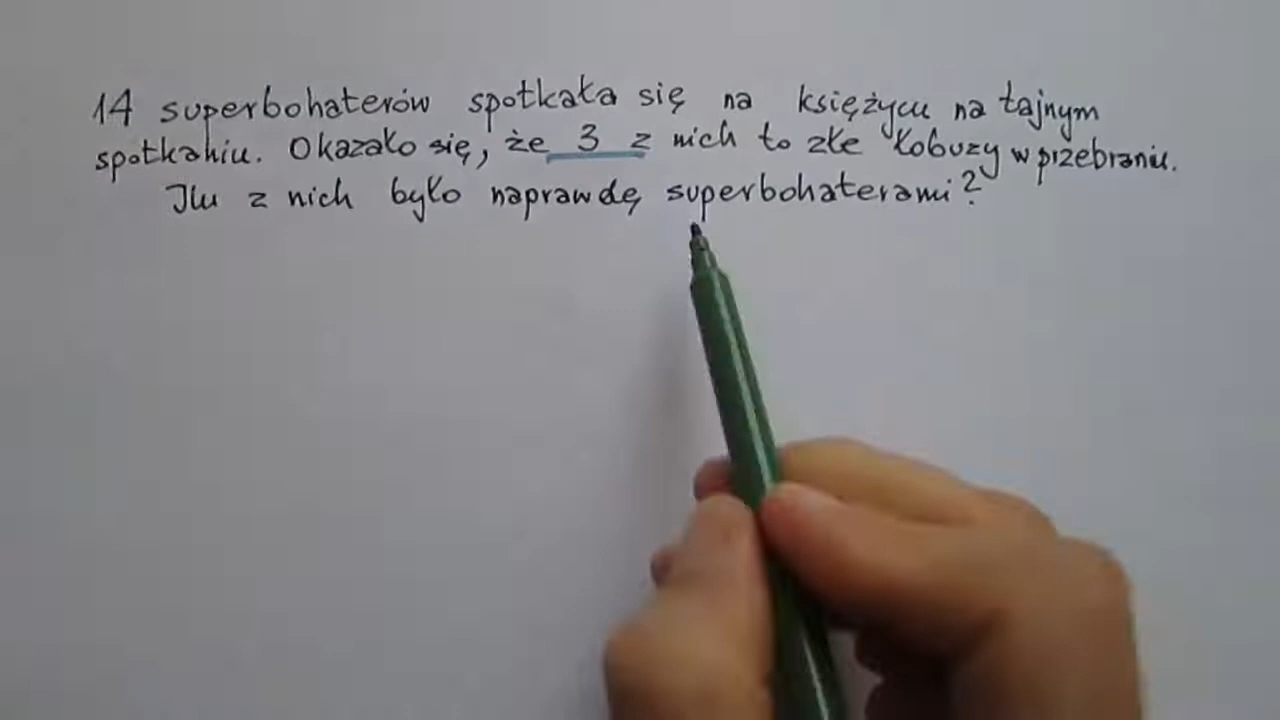 14 superbohaterów spotkała się na księżycu na tajnym
spotkaniu. Okazało się, że 3 z nich to złe łobuzy w przebraniu.
Ilu z nich było naprawdę superbohaterami?